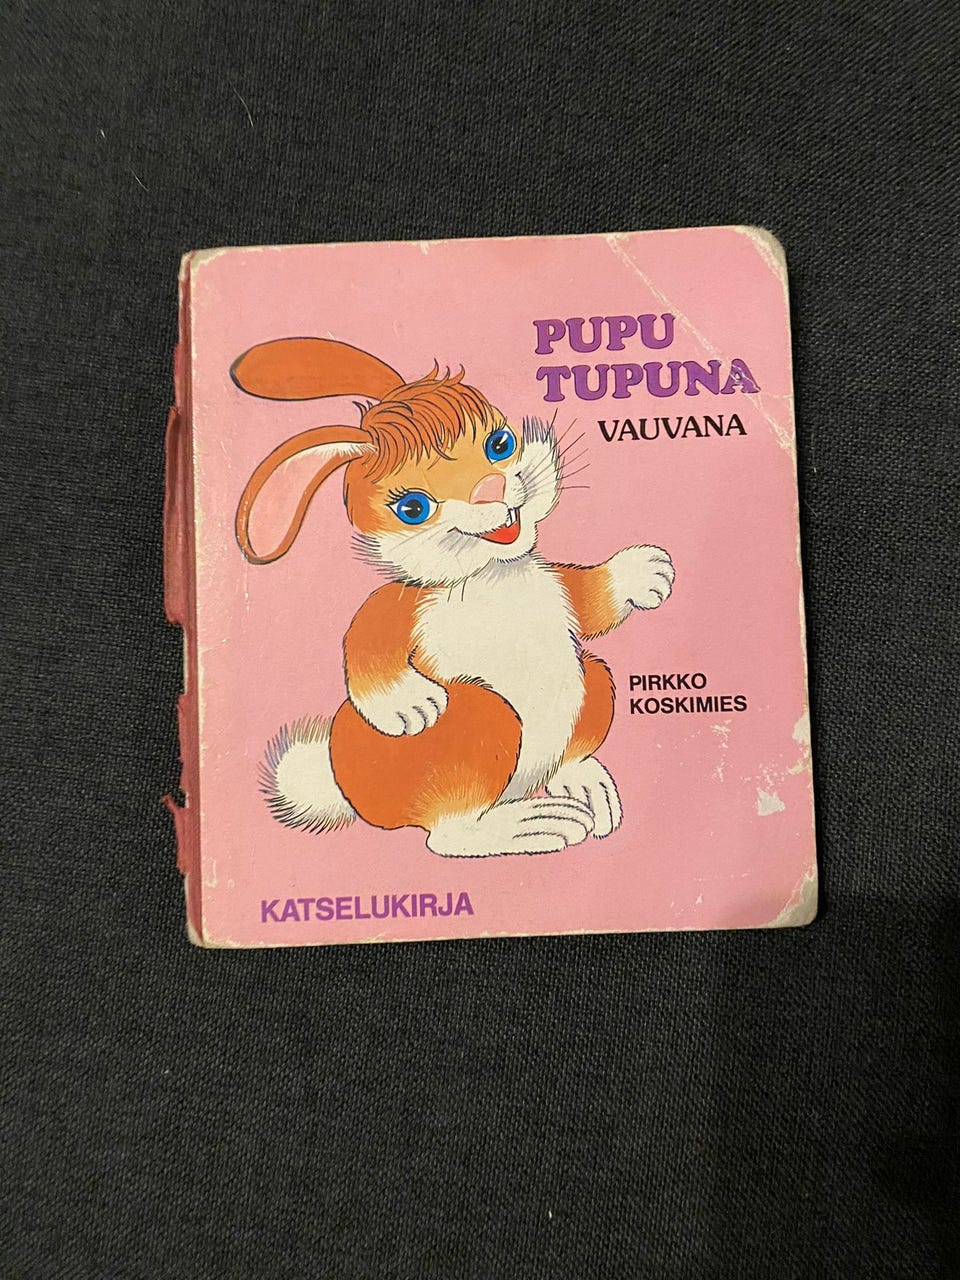 PUPU
TUPUNA
VAUVANA
PIRKKO
KOSKIMIES
KATSELUKIRJA